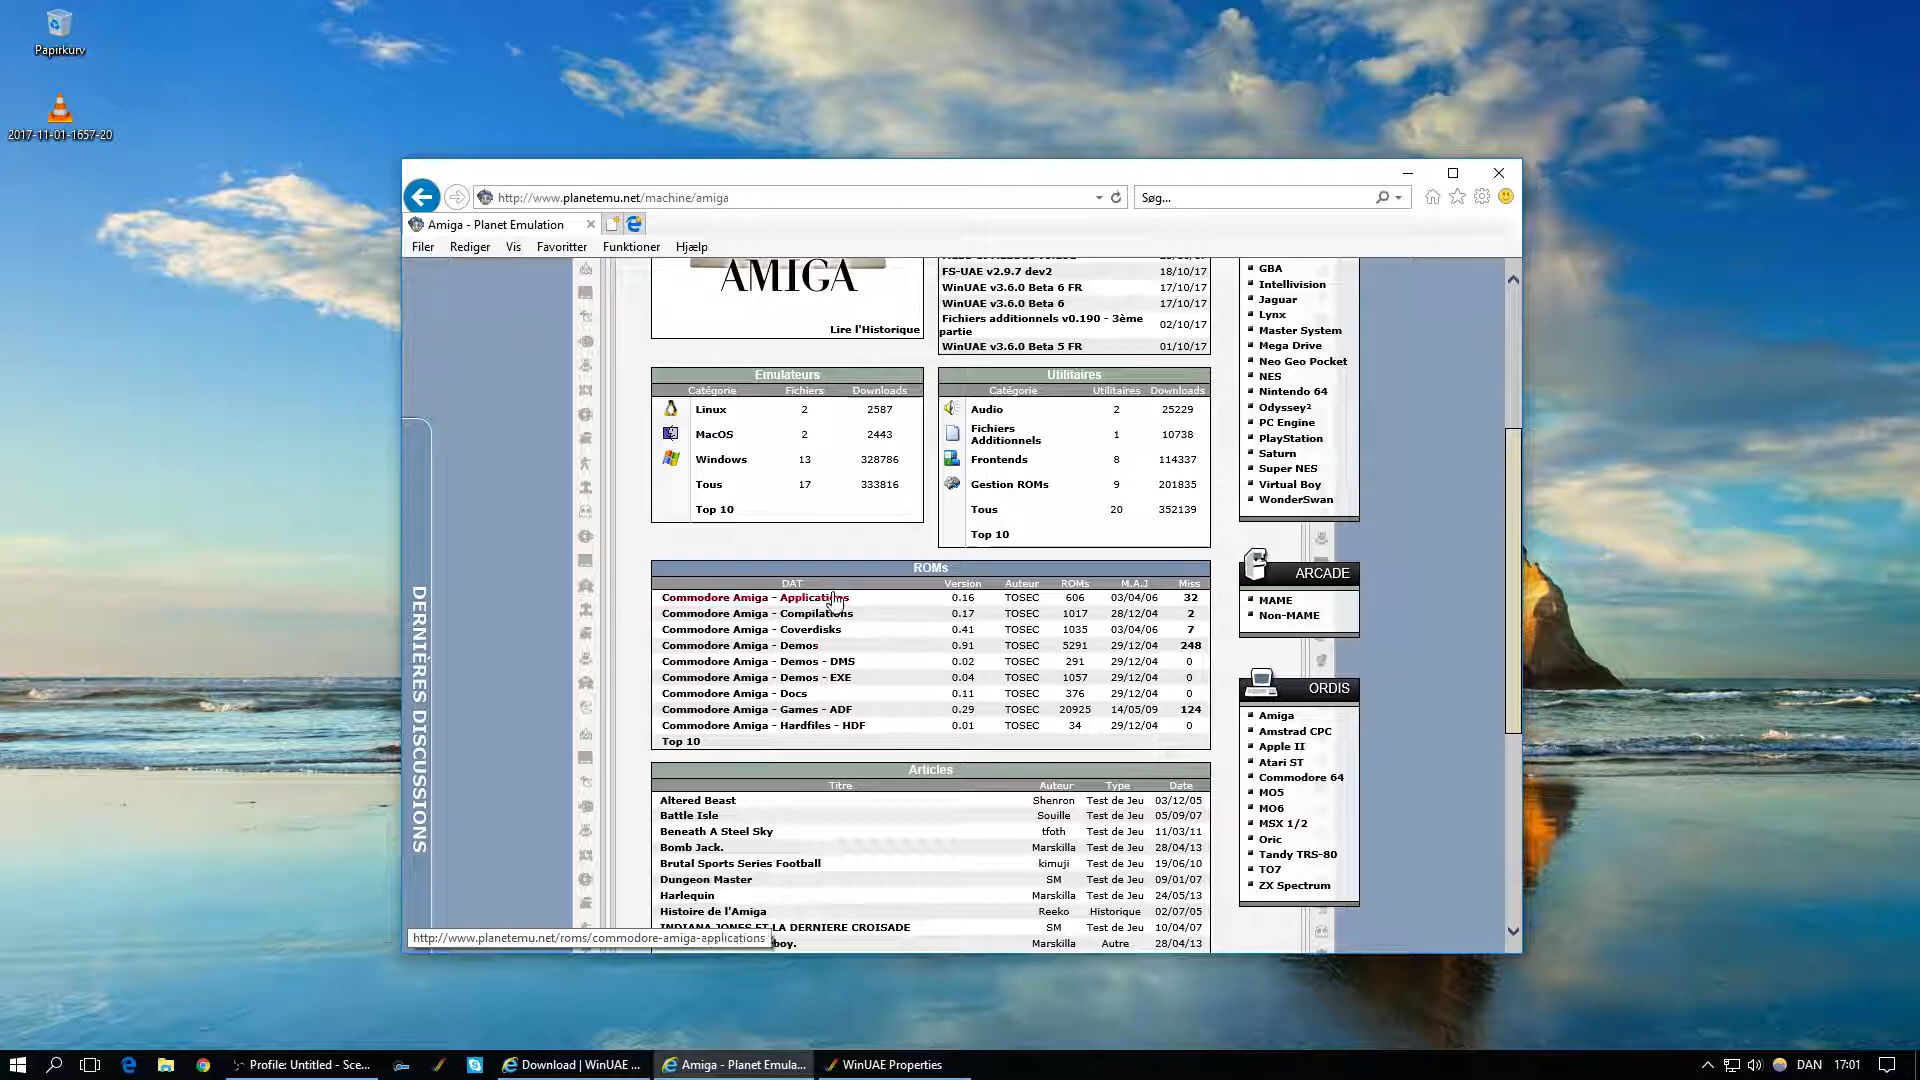 Papirkurv
2017-11-01-1657-20
http://www.planetemu.net/machine/amiga
Søg...
Amiga - Planet Emulation
Filer Rediger Vis Favoritter Funktioner Hjælp
AMIGA
Lire l'Historique
FS-UAE v2.9.7 dev2 18/10/17
WinUAE v3.6.0 Beta 6 FR 17/10/17
WinUAE v3.6.0 Beta 6 17/10/17
Fichiers additionnels v0.190 - 3ème
partie 02/10/17
WinUAE v3.6.0 Beta 5 FR 01/10/17
Emulateurs
Catégorie Fichiers Downloads
Linux 2 2587
MacOS 2 2443
Windows 13 328786
Tous 17 333816
Top 10
Utilitaires
Catégorie Utilitaires Downloads
Audio 2 25229
Fichiers
Additionnels 1 10738
Frontends 8 114337
Gestion ROMs 9 201835
Tous 20 352139
Top 10
ROMs
DAT Version Auteur ROMs M.A.J Miss
Commodore Amiga - Applications 0.16 TOSEC 606 03/04/06 32
Commodore Amiga - Compilations 0.17 TOSEC 1017 28/12/04 2
Commodore Amiga - Coverdisks 0.41 TOSEC 1035 03/04/06 7
Commodore Amiga - Demos 0.91 TOSEC 5291 29/12/04 248
Commodore Amiga - Demos - DMS 0.02 TOSEC 291 29/12/04 0
Commodore Amiga - Demos - EXE 0.04 TOSEC 1057 29/12/04 0
Commodore Amiga - Docs 0.11 TOSEC 376 29/12/04 0
Commodore Amiga - Games - ADF 0.29 TOSEC 20925 14/05/09 124
Commodore Amiga - Hardfiles - HDF 0.01 TOSEC 34 29/12/04 0
Top 10
Articles
Titre Auteur Type Date
Altered Beast Shenron Test de Jeu 03/12/05
Battle Isle Souille Test de Jeu 05/09/07
Beneath A Steel Sky tfoth Test de Jeu 11/03/11
Bomb Jack. Marskilla Test de Jeu 28/04/13
Brutal Sports Series Football kimuji Test de Jeu 19/06/10
Dungeon Master SM Test de Jeu 09/01/07
Harlequin Marskilla Test de Jeu 24/05/13
Histoire de l'Amiga Reeko Historique 02/07/05
INDIANA JONES ET LA DERNIERE CROISADE SM Test de Jeu 10/04/07
boy. Marskilla Autre 28/04/13
http://www.planetemu.net/roms/commodore-amiga-applications
DERNIÈRES DISCUSSIONS
GBA
Intellivision
Jaguar
Lynx
Master System
Mega Drive
Neo Geo Pocket
NES
Nintendo 64
Odyssey²
PC Engine
PlayStation
Saturn
Super NES
Virtual Boy
WonderSwan
ARCADE
MAME
Non-MAME
ORDIS
Amiga
Amstrad CPC
Apple II
Atari ST
Commodore 64
MO5
MO6
MSX 1/2
Oric
Tandy TRS-80
TO7
ZX Spectrum
Profile: Untitled - Sce...
Download | WinUAE ...
Amiga - Planet Emula...
WinUAE Properties
DAN 17:01